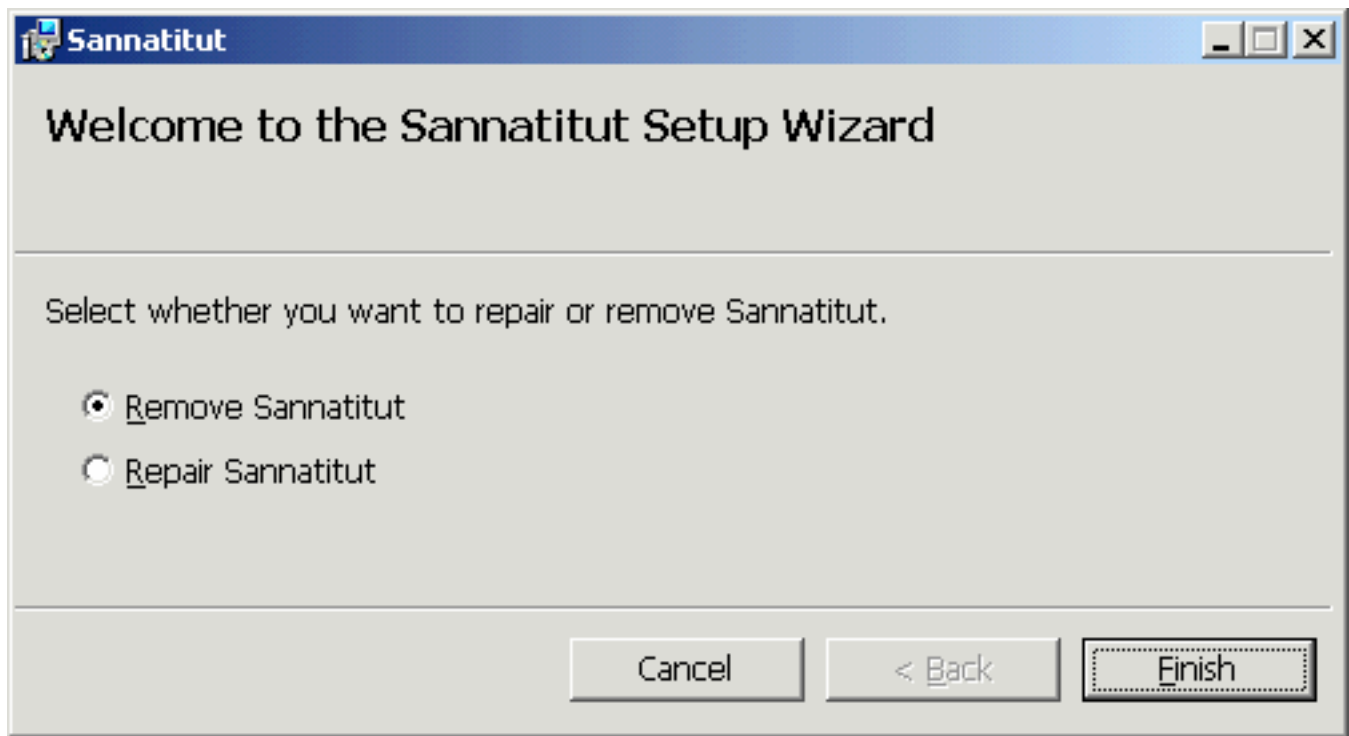 Sannatitut
Welcome to the Sannatitut Setup Wizard
Select whether you want to repair or remove Sannatitut.
Remove Sannatitut
Repair Sannatitut
Cancel
< Back
Finish